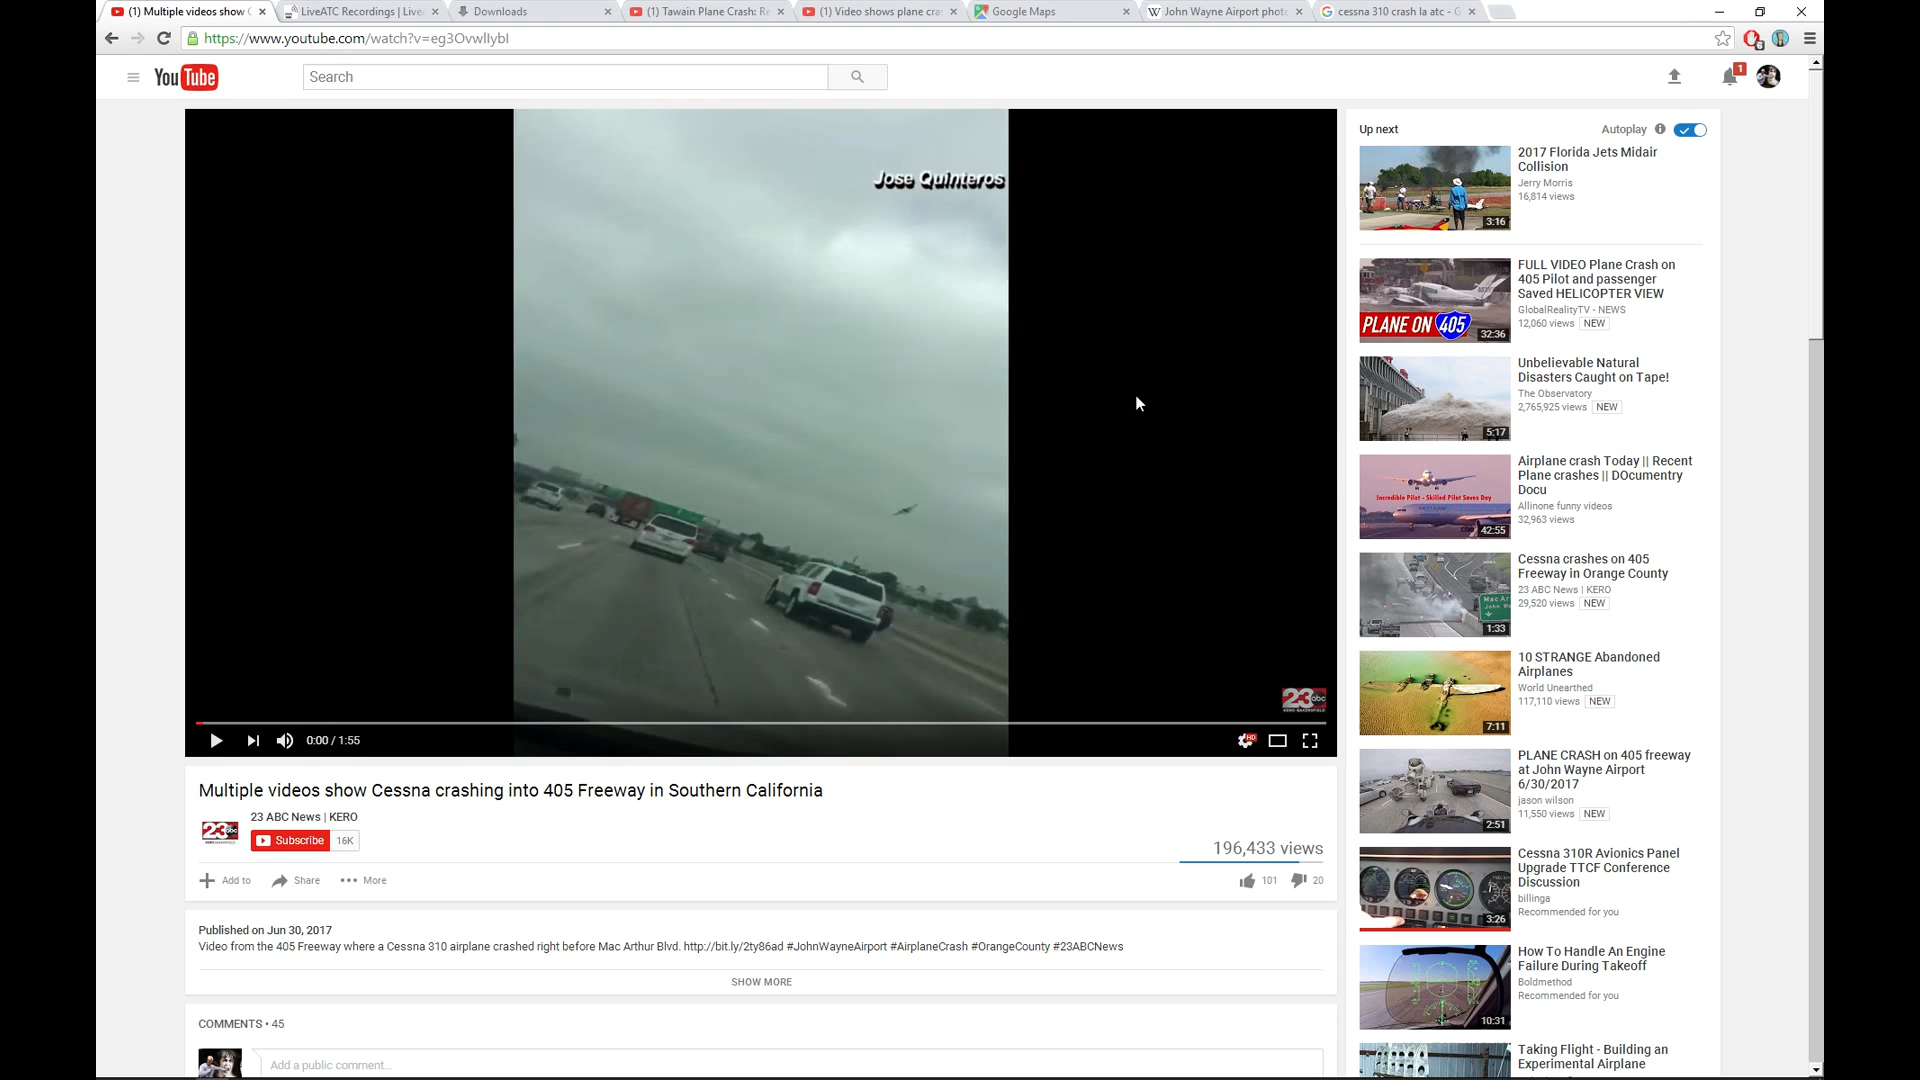 (1) Multiple videos show
LiveATC Recordings | Live
Downloads
(1) Tawain Plane Crash: R
(1) Video shows plane cra
Google Maps
John Wayne Airport phot
cessna 310 crash la atc - G
https://www.youtube.com/watch?v=eg3OvwlIybI
YouTube
Search
1
Jose Quinteros
23 abc
0:00 / 1:55
HD
Multiple videos show Cessna crashing into 405 Freeway in Southern California
23 ABC News | KERO
Subscribe 16K
196,433 views
Add to Share More
101 20
Published on Jun 30, 2017
Video from the 405 Freeway where a Cessna 310 airplane crashed right before Mac Arthur Blvd. http://bit.ly/2ty86ad #JohnWayneAirport #AirplaneCrash #OrangeCounty #23ABCNews
SHOW MORE
COMMENTS • 45
Add a public comment...
Up next
Autoplay
2017 Florida Jets Midair
Collision
Jerry Morris
16,814 views
3:16
FULL VIDEO Plane Crash on
405 Pilot and passenger
Saved HELICOPTER VIEW
GlobalRealityTV - NEWS
12,060 views NEW
PLANE ON 405
32:36
Unbelievable Natural
Disasters Caught on Tape!
The Observatory
2,765,925 views NEW
5:17
Airplane crash Today || Recent
Plane crashes || DOcumentry
Docu
Allinone funny videos
32,963 views
Incredible Pilot - Skilled Pilot Saves Day
42:55
Cessna crashes on 405
Freeway in Orange County
23 ABC News | KERO
29,520 views NEW
1:33
10 STRANGE Abandoned
Airplanes
World Unearthed
117,110 views NEW
7:11
PLANE CRASH on 405 freeway
at John Wayne Airport
6/30/2017
jason wilson
11,550 views NEW
2:51
Cessna 310R Avionics Panel
Upgrade TTCF Conference
Discussion
billinga
Recommended for you
3:26
How To Handle An Engine
Failure During Takeoff
Boldmethod
Recommended for you
10:31
Taking Flight - Building an
Experimental Airplane